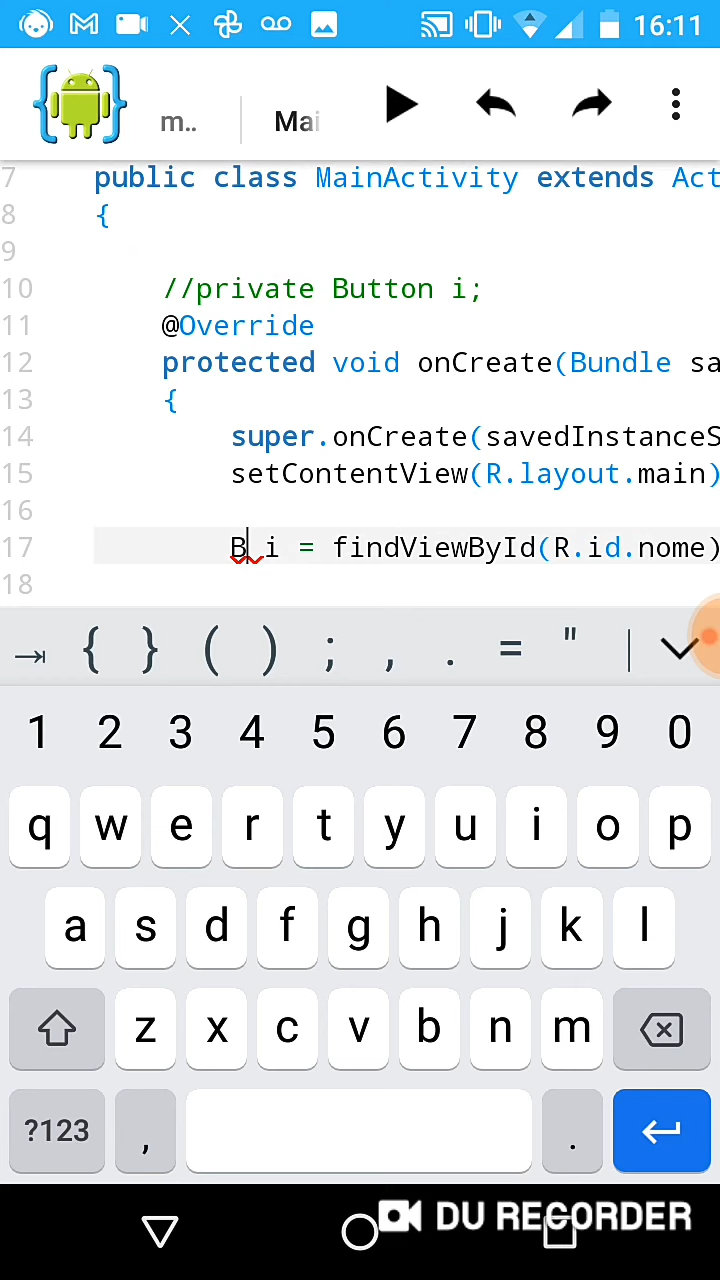 16:11
m.. Mai
7 public class MainActivity extends Act
8 {
9
10 //private Button i;
11 @Override
12 protected void onCreate(Bundle sa
13 {
14 super.onCreate(savedInstanceS
15 setContentView(R.layout.main)
16
17 B i = findViewById(R.id.nome)
18
{ } ( ) ; , . = " |
1 2 3 4 5 6 7 8 9 0
q w e r t y u i o p
a s d f g h j k l
z x c v b n m
?123 , .
DU RECORDER